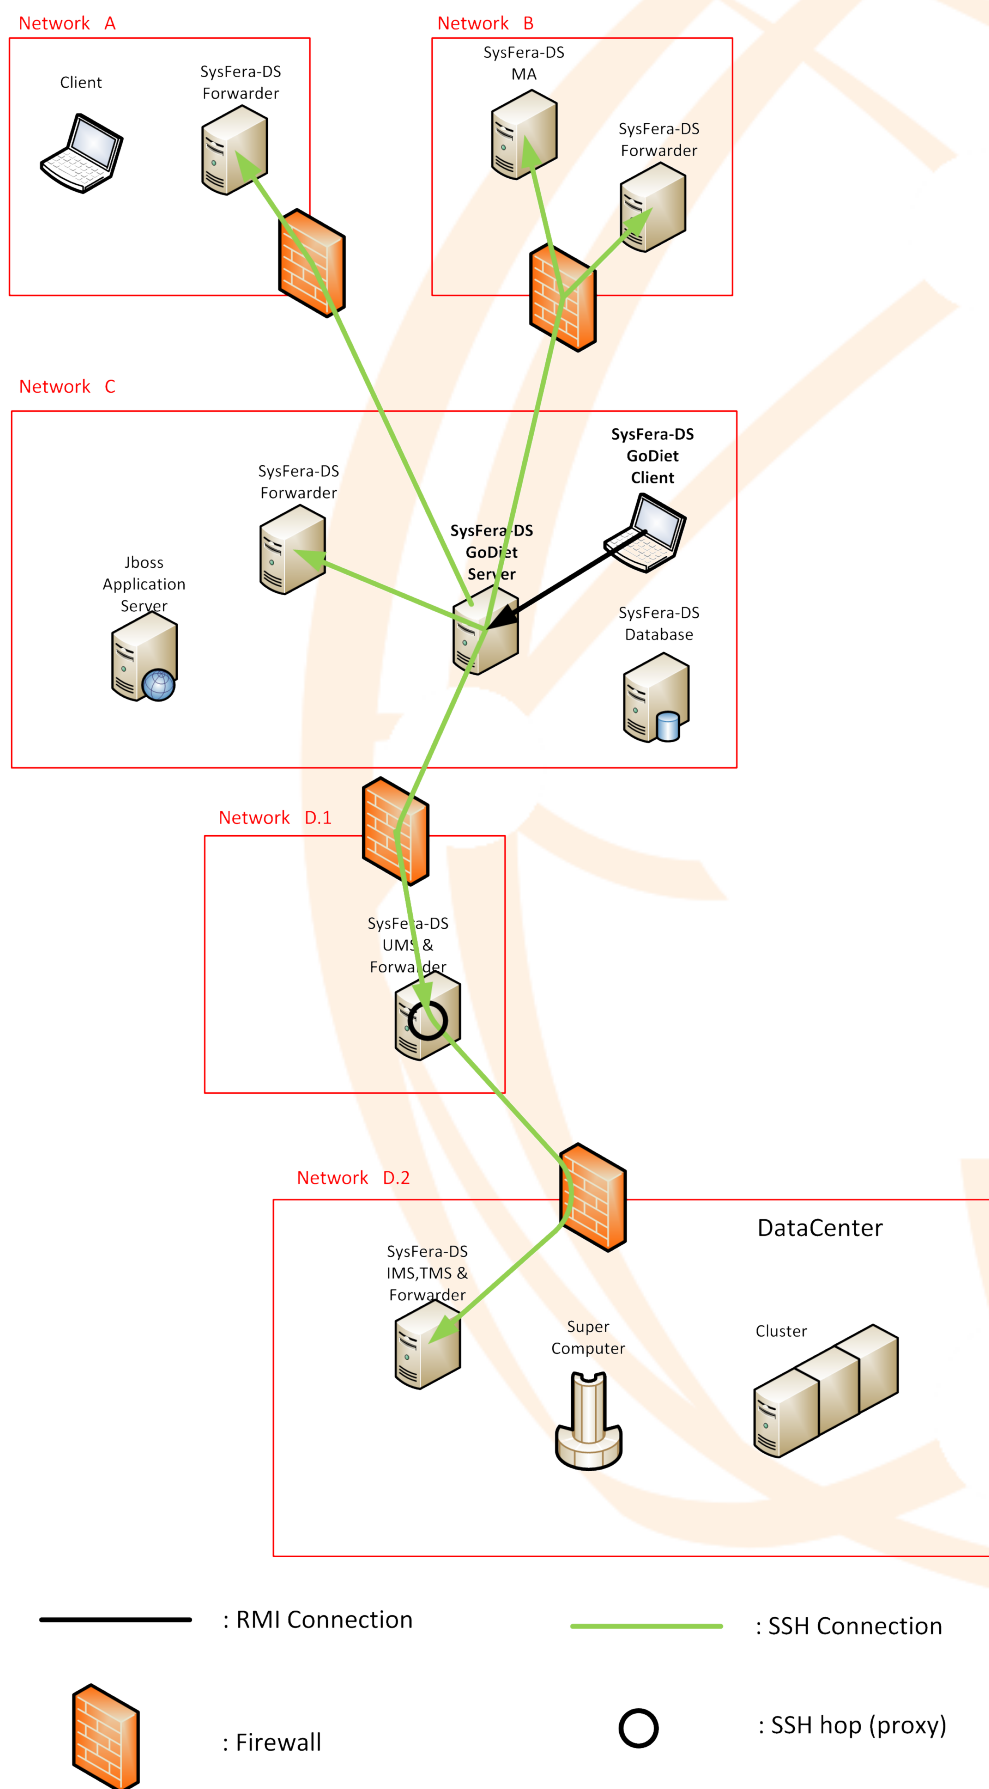 Network A
Network B
Client
SysFera-DS
Forwarder
SysFera-DS
MA
SysFera-DS
Forwarder
Network C
SysFera-DS
Forwarder
Jboss
Application
Server
SysFera-DS
GoDiet
Server
SysFera-DS
GoDiet
Client
SysFera-DS
Database
Network D.1
SysFera-DS
UMS &
Forwarder
Network D.2
DataCenter
SysFera-DS
IMS,TMS &
Forwarder
Super
Computer
Cluster
: RMI Connection
: SSH Connection
: Firewall
: SSH hop (proxy)